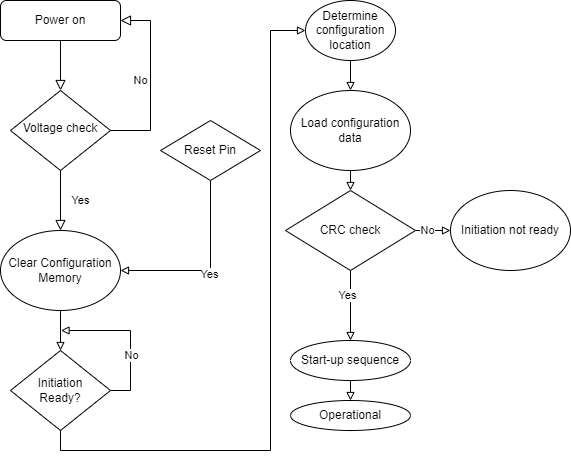 Power on
No
Voltage check
Yes
Reset Pin
Yes
Clear Configuration
Memory
No
Initiation
Ready?
Determine
configuration
location
Load configuration
data
CRC check
No
Initiation not ready
Yes
Start-up sequence
Operational